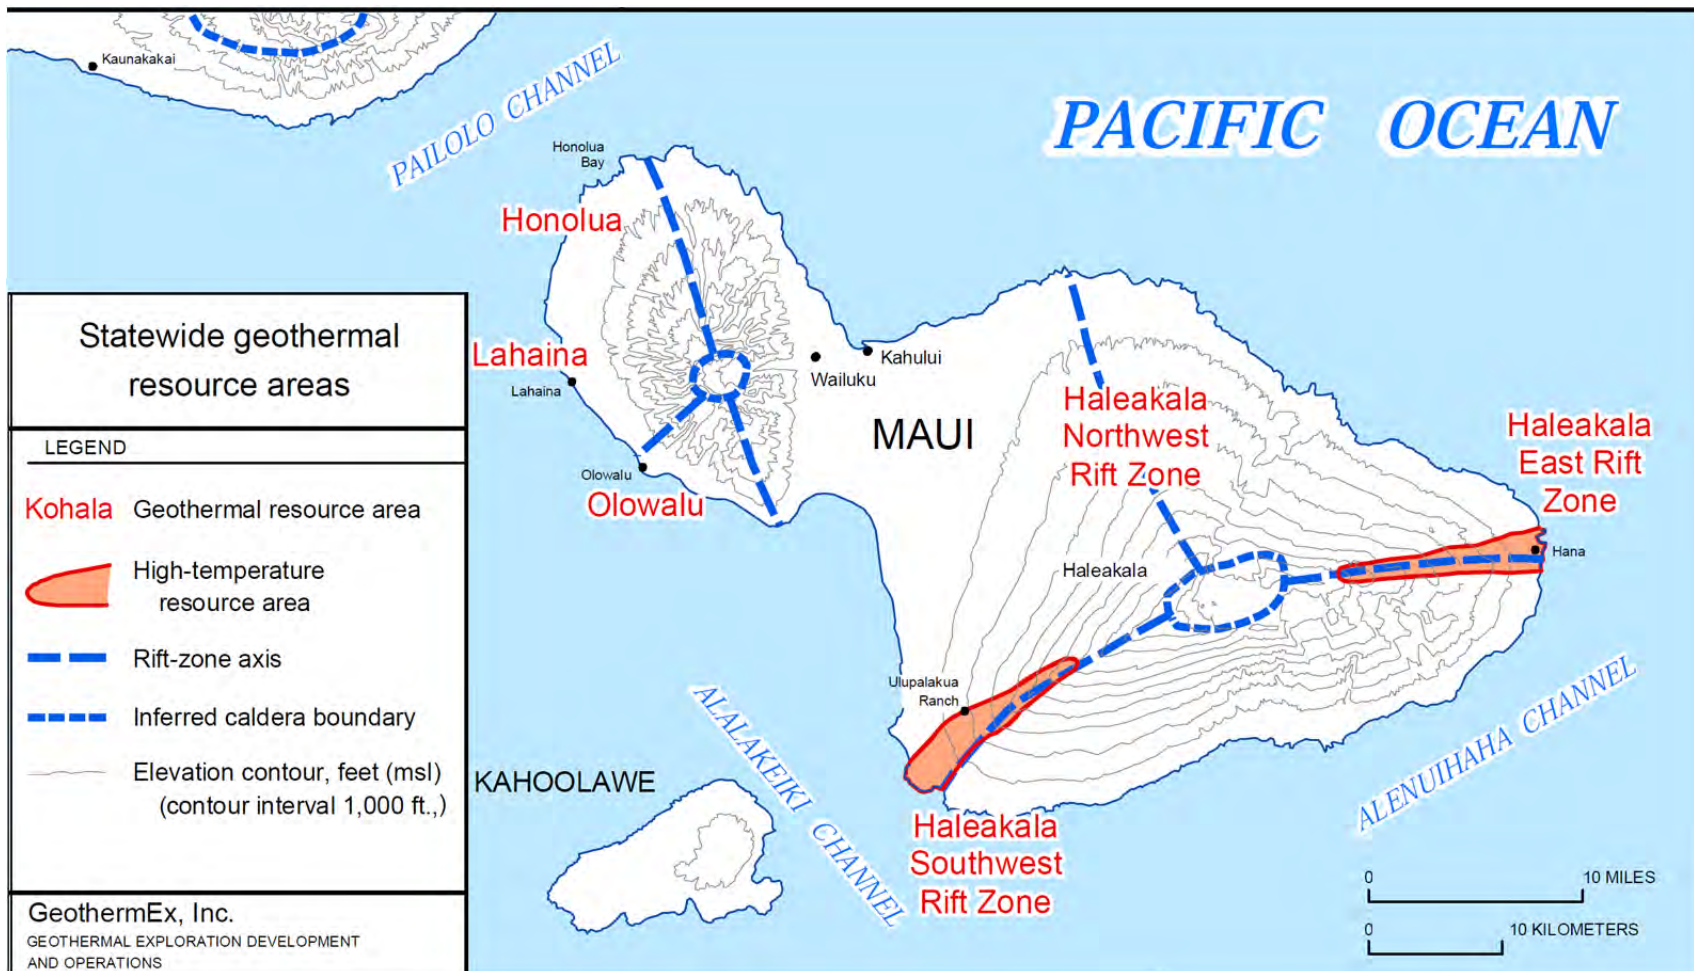 Kaunakakai
PAILOLO CHANNEL
PACIFIC OCEAN
Honolua
Bay
Honolua
Lahaina
Lahaina
Wailuku
Kahului
MAUI
Olowalu
Olowalu
Haleakala
Northwest
Rift Zone
Haleakala
East Rift
Zone
Hana
Haleakala
Ulupalakua
Ranch
ALALAKEIKI CHANNEL
ALENUIHAHA CHANNEL
KAHOOLAWE
Haleakala
Southwest
Rift Zone
0 10 MILES
0 10 KILOMETERS
Statewide geothermal
resource areas
LEGEND
Kohala Geothermal resource area
High-temperature
resource area
Rift-zone axis
Inferred caldera boundary
Elevation contour, feet (msl)
(contour interval 1,000 ft.,)
GeothermEx, Inc.
GEOTHERMAL EXPLORATION DEVELOPMENT
AND OPERATIONS